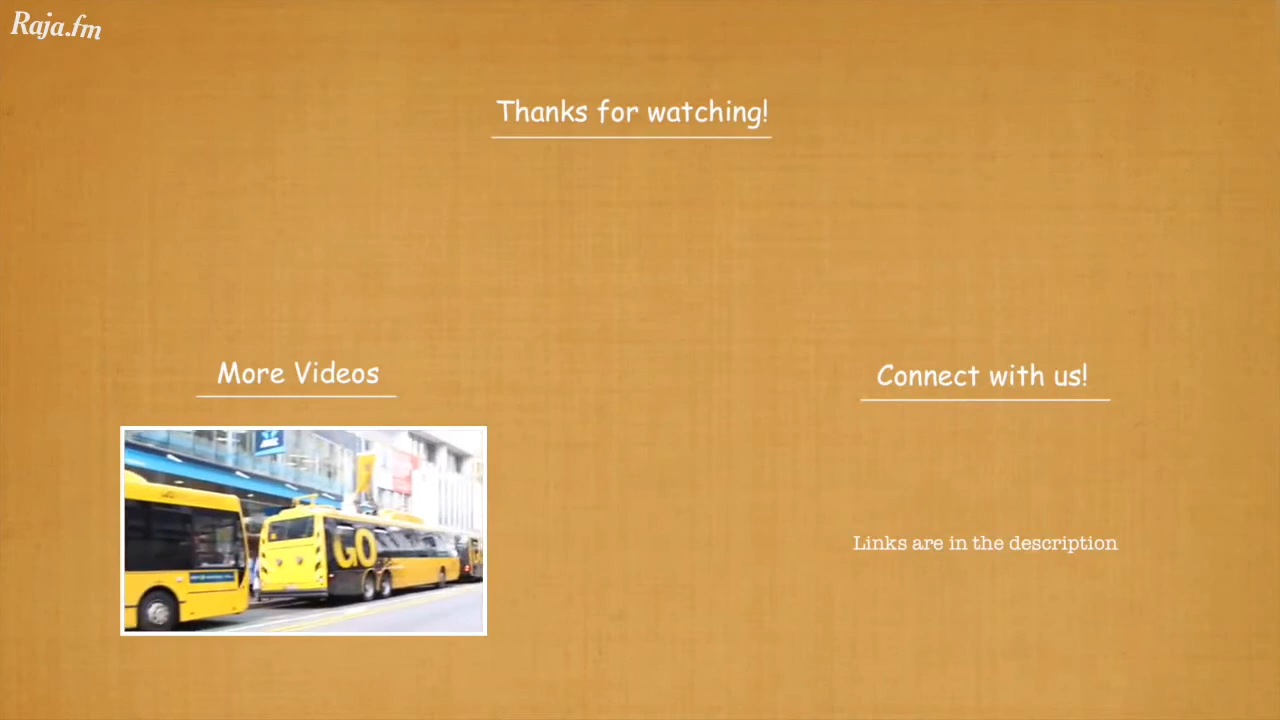 Raja.fm
Thanks for watching!
More Videos
Connect with us!
GO
Links are in the description